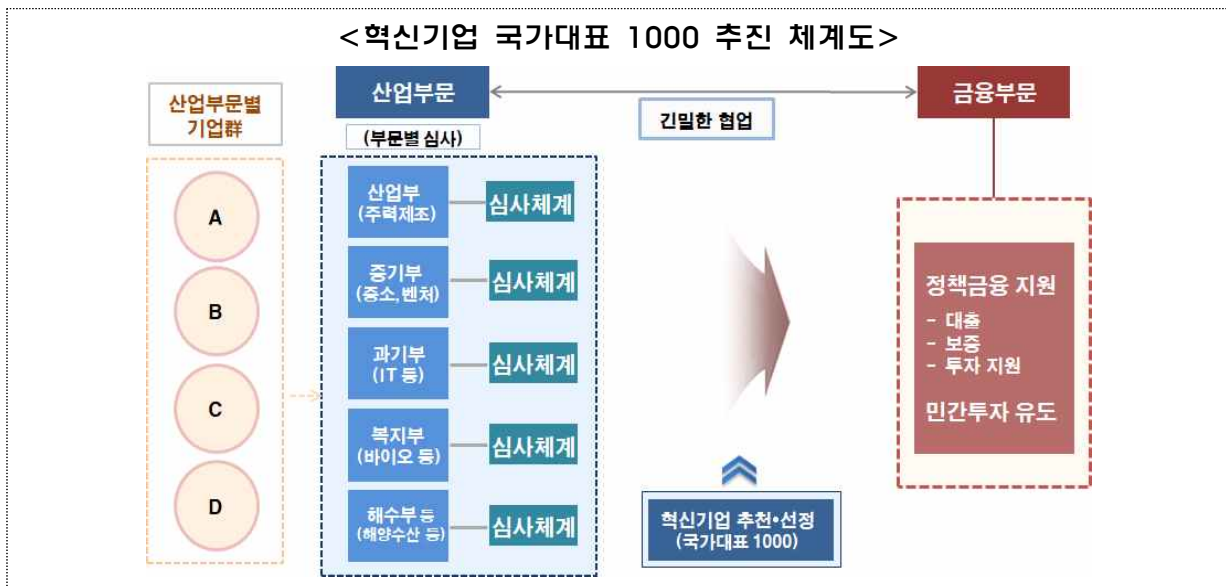 <혁신기업 국가대표 1000 추진 체계도>
산업부문별
기업群
A
B
C
D
산업부문
(부문별 심사)
산업부
(주력제조)
심사체계
중기부
(중소,벤처)
심사체계
과기부
(IT 등)
심사체계
복지부
(바이오 등)
심사체계
해수부 등
(해양수산 등)
심사체계
긴밀한 협업
혁신기업 추천•선정
(국가대표 1000)
금융부문
정책금융 지원
- 대출
- 보증
- 투자 지원
민간투자 유도